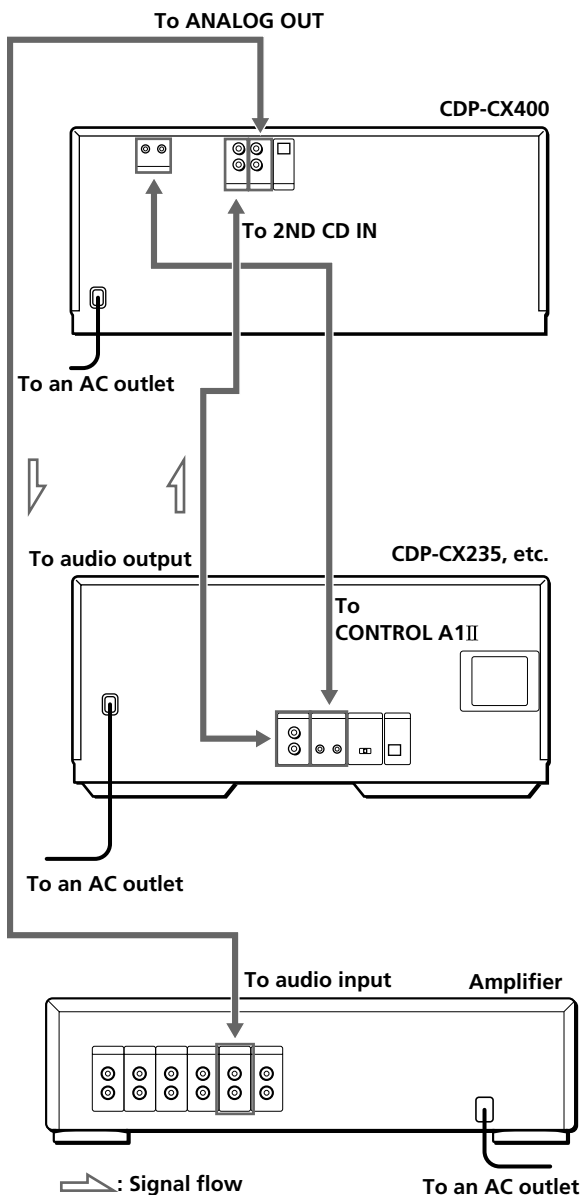 To ANALOG OUT
CDP-CX400
To 2ND CD IN
To an AC outlet
To audio output
CDP-CX235, etc.
To
CONTROL A1Ⅱ
To an AC outlet
To audio input
Amplifier
: Signal flow
To an AC outlet